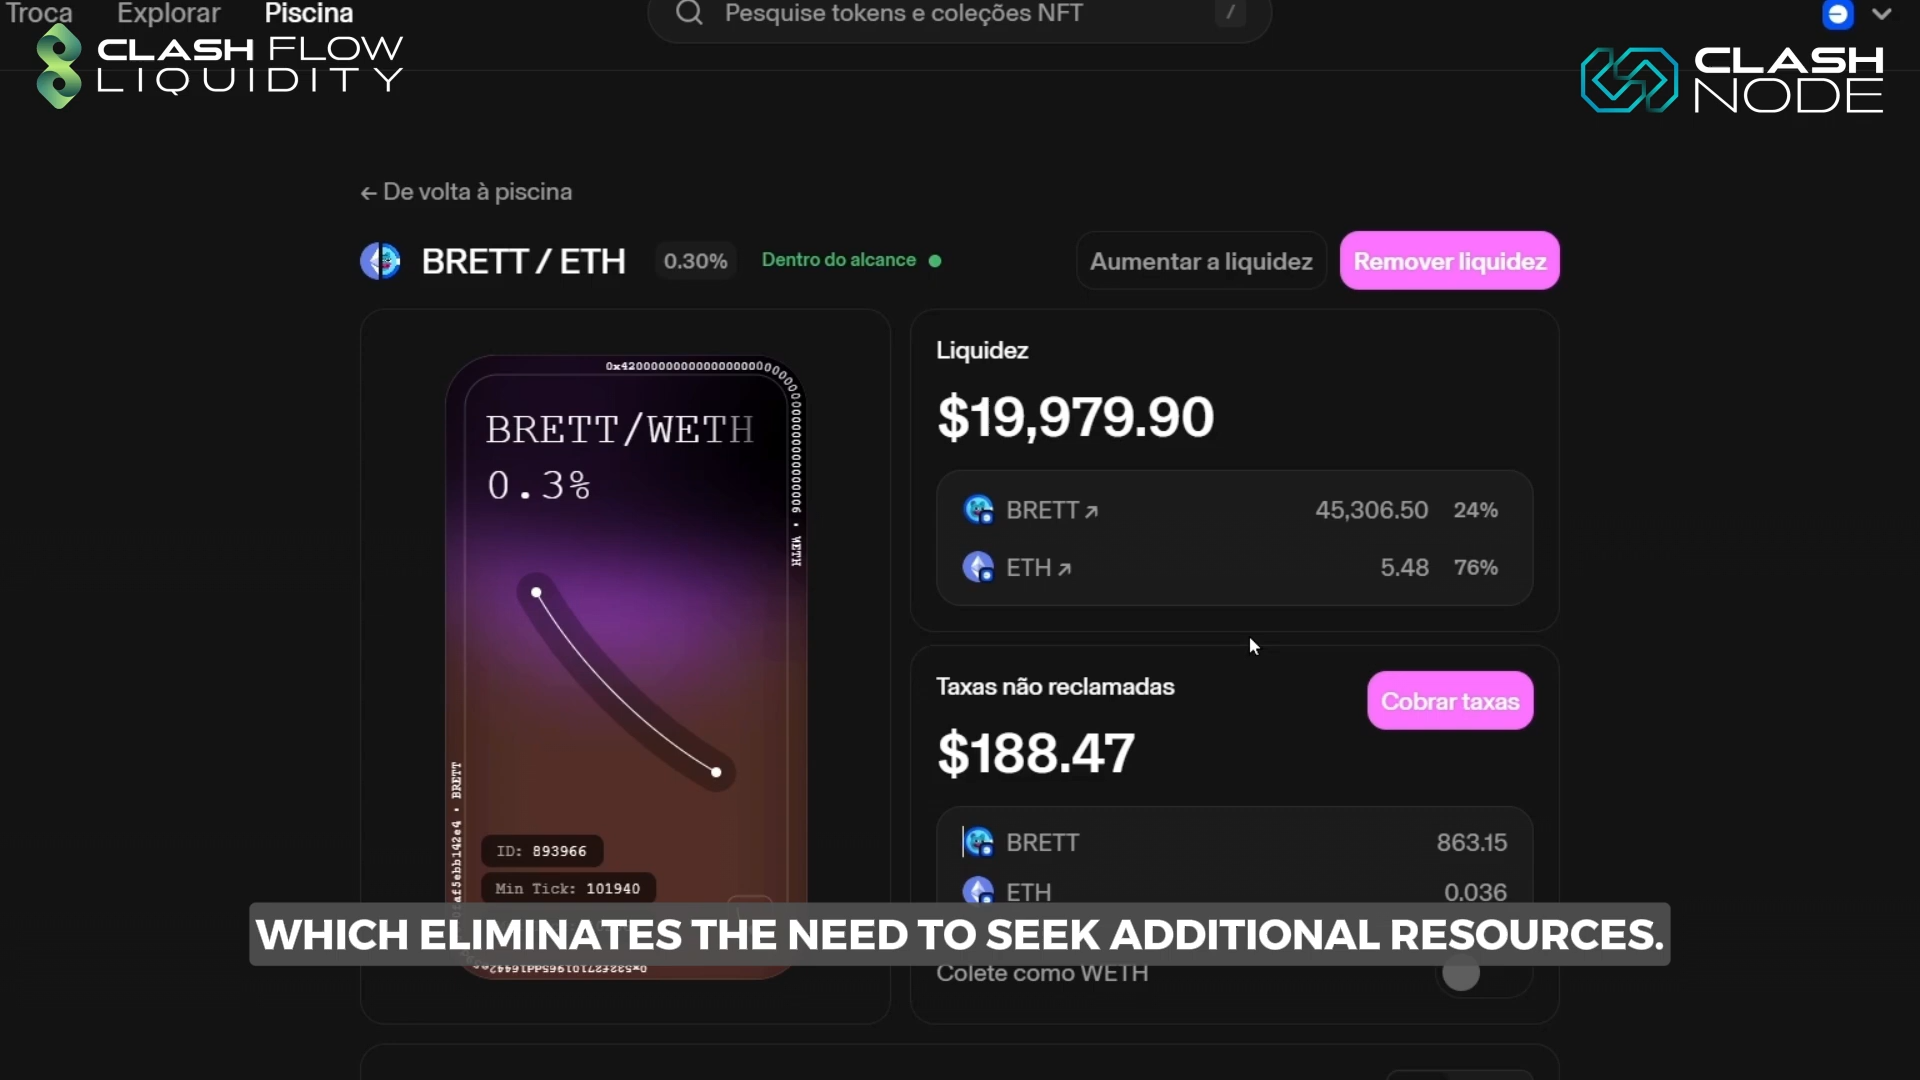 Troca Explorar Piscina
Pesquise tokens e coleções NFT /
CLASH FLOW
LIQUIDITY
CLASH
NODE
← De volta à piscina
BRETT / ETH 0.30% Dentro do alcance
Aumentar a liquidez Remover liquidez
BRETT/WETH
0.3%
• WETH
• BRETT
ID: 893966
Min Tick: 101940
Liquidez
$19,979.90
BRETT ↗ 45,306.50 24%
ETH ↗ 5.48 76%
Taxas não reclamadas
Cobrar taxas
$188.47
BRETT 863.15
ETH 0.036
WHICH ELIMINATES THE NEED TO SEEK ADDITIONAL RESOURCES.
Colete como WETH